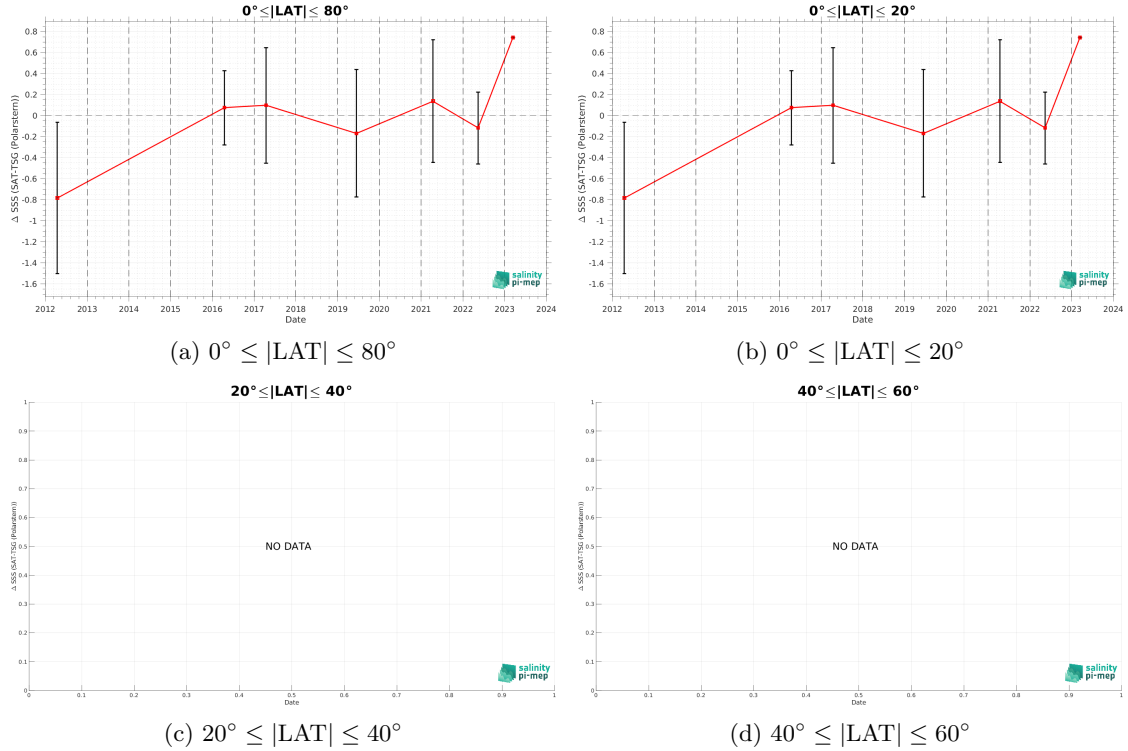 0°≤|LAT|≤ 80°
0.8
0.6
0.4
0.2
0
-0.2
-0.4
-0.6
-0.8
-1
-1.2
-1.4
-1.6
Δ SSS (SAT-TSG (Polarstern))
salinity
pi-mep
2012 2013 2014 2015 2016 2017 2018 2019 2020 2021 2022 2023 2024
Date
(a) 0° ≤ |LAT| ≤ 80°
0°≤|LAT|≤ 20°
0.8
0.6
0.4
0.2
0
-0.2
-0.4
-0.6
-0.8
-1
-1.2
-1.4
-1.6
Δ SSS (SAT-TSG (Polarstern))
salinity
pi-mep
2012 2013 2014 2015 2016 2017 2018 2019 2020 2021 2022 2023 2024
Date
(b) 0° ≤ |LAT| ≤ 20°
20°≤|LAT|≤ 40°
1
0.9
0.8
0.7
0.6
0.5
0.4
0.3
0.2
0.1
0
Δ SSS (SAT-TSG (Polarstern))
NO DATA
salinity
pi-mep
0 0.1 0.2 0.3 0.4 0.5 0.6 0.7 0.8 0.9 1
Date
(c) 20° ≤ |LAT| ≤ 40°
40°≤|LAT|≤ 60°
1
0.9
0.8
0.7
0.6
0.5
0.4
0.3
0.2
0.1
0
Δ SSS (SAT-TSG (Polarstern))
NO DATA
salinity
pi-mep
0 0.1 0.2 0.3 0.4 0.5 0.6 0.7 0.8 0.9 1
Date
(d) 40° ≤ |LAT| ≤ 60°